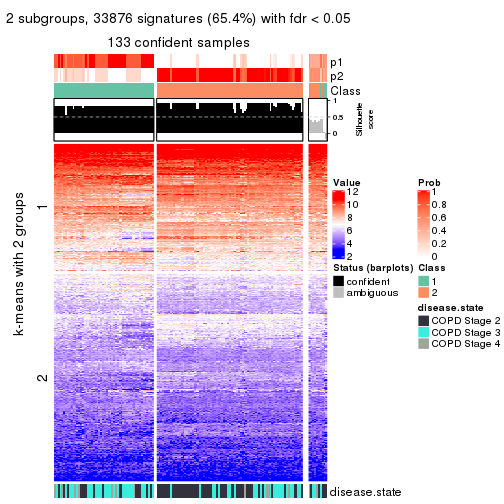 2 subgroups, 33876 signatures (65.4%) with fdr < 0.05
133 confident samples
p1
p2
Class
1
0.5
0
Silhouette
score
k-means with 2 groups
1
2
Value
12
10
8
6
4
2
Prob
1
0.8
0.6
0.4
0.2
0
Status (barplots)
confident
ambiguous
Class
1
2
disease.state
COPD Stage 2
COPD Stage 3
COPD Stage 4
disease.state